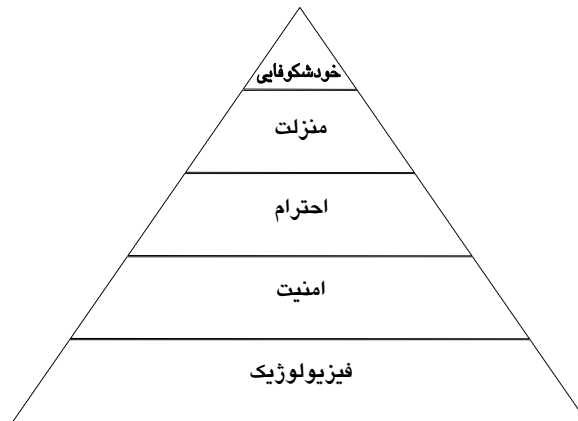 خودشکوفایی
منزلت
احترام
امنیت
فیزیولوژیک